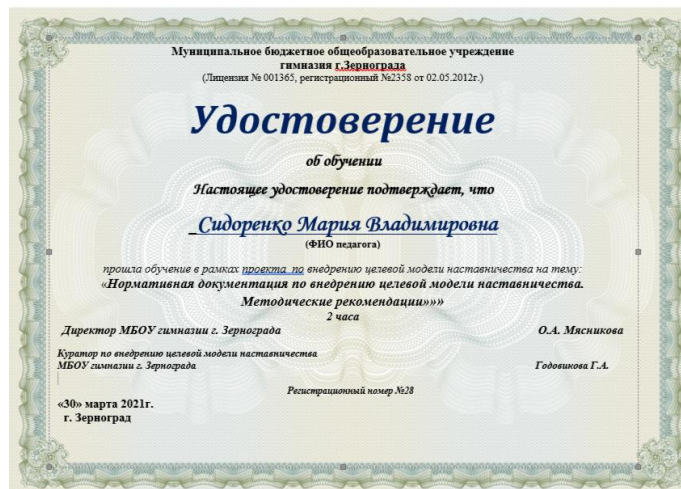 Муниципальное бюджетное общеобразовательное учреждение
гимназия г.Зернограда
(Лицензия № 001365, регистрационный №2358 от 02.05.2012г.)
Удостоверение
об обучении
Настоящее удостоверение подтверждает, что
_Сидоренко Мария Владимировна
(ФИО педагога)
прошла обучение в рамках проекта по внедрению целевой модели наставничества на тему:
«Нормативная документация по внедрению целевой модели наставничества.
Методические рекомендации»»»
2 часа
Директор МБОУ гимназии г. Зернограда О.А. Мясникова
Куратор по внедрению целевой модели наставничества
МБОУ гимназии г. Зернограда Годовикова Г.А.
Регистрационный номер №28
«30» марта 2021г.
г. Зерноград